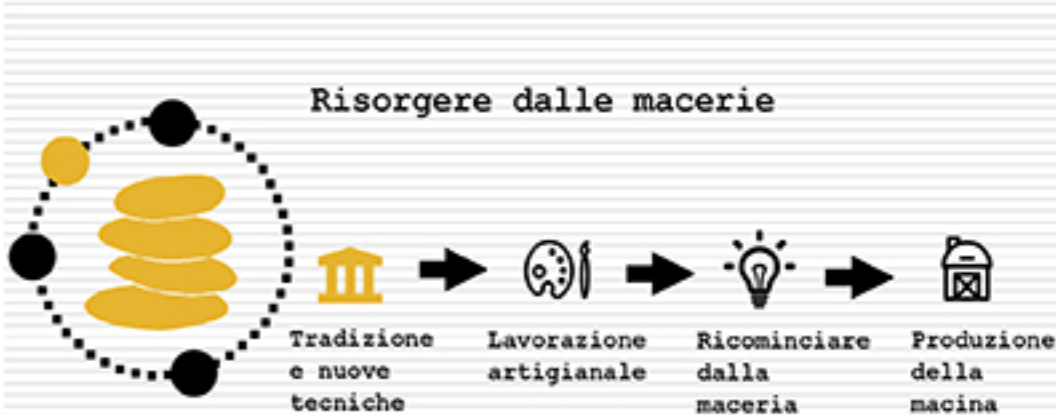 Risorgere dalle macerie
Tradizione
e nuove
tecniche
Lavorazione
artigianale
Ricominciare
dalla
maceria
Produzione
della
macina